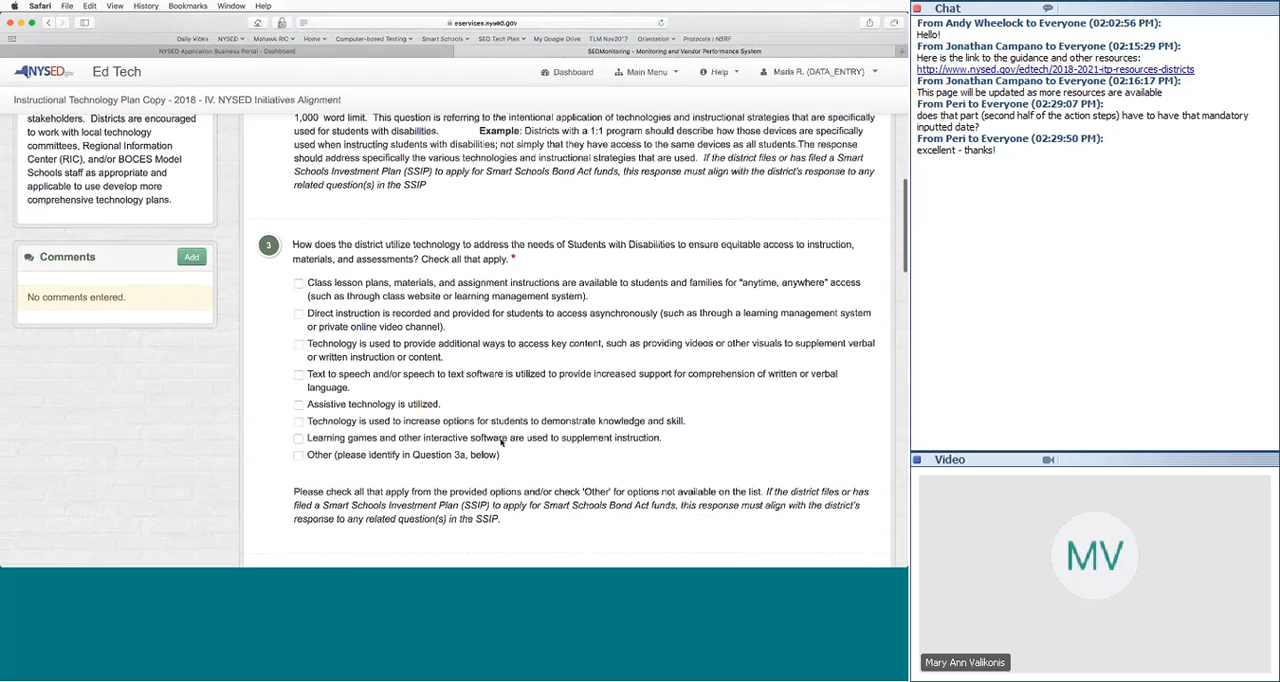 Safari File Edit View History Bookmarks Window Help
eservices.nysed.gov
Daily Vibes NYSED Mohawk RIC Home Computer-based Testing Smart Schools SED Tech Plan My Google Drive TLM Nov2017 Orientation Protocols | NSRF
NYSED Application Business Portal - Dashboard
SEDMonitoring - Monitoring and Vendor Performance System
NYSED.gov Ed Tech
Dashboard Main Menu Help Maria R. (DATA_ENTRY)
Instructional Technology Plan Copy - 2018 - IV. NYSED Initiatives Alignment
stakeholders. Districts are encouraged
to work with local technology
committees, Regional Information
Center (RIC), and/or BOCES Model
Schools staff as appropriate and
applicable to use develop more
comprehensive technology plans.
Comments Add
No comments entered.
1,000 word limit. This question is referring to the intentional application of technologies and instructional strategies that are specifically
used for students with disabilities. Example: Districts with a 1:1 program should describe how those devices are specifically
used when instructing students with disabilities; not simply that they have access to the same devices as all students.The response
should address specifically the various technologies and instructional strategies that are used. If the district files or has filed a Smart
Schools Investment Plan (SSIP) to apply for Smart Schools Bond Act funds, this response must align with the district's response to any
related question(s) in the SSIP
3
How does the district utilize technology to address the needs of Students with Disabilities to ensure equitable access to instruction,
materials, and assessments? Check all that apply. *
Class lesson plans, materials, and assignment instructions are available to students and families for "anytime, anywhere" access
(such as through class website or learning management system).
Direct instruction is recorded and provided for students to access asynchronously (such as through a learning management system
or private online video channel).
Technology is used to provide additional ways to access key content, such as providing videos or other visuals to supplement verbal
or written instruction or content.
Text to speech and/or speech to text software is utilized to provide increased support for comprehension of written or verbal
language.
Assistive technology is utilized.
Technology is used to increase options for students to demonstrate knowledge and skill.
Learning games and other interactive software are used to supplement instruction.
Other (please identify in Question 3a, below)
Please check all that apply from the provided options and/or check 'Other' for options not available on the list. If the district files or has
filed a Smart Schools Investment Plan (SSIP) to apply for Smart Schools Bond Act funds, this response must align with the district's
response to any related question(s) in the SSIP.
Chat
From Andy Wheelock to Everyone (02:02:56 PM):
Hello!
From Jonathan Campano to Everyone (02:15:29 PM):
Here is the link to the guidance and other resources:
http://www.nysed.gov/edtech/2018-2021-itp-resources-districts
From Jonathan Campano to Everyone (02:16:17 PM):
This page will be updated as more resources are available
From Peri to Everyone (02:29:07 PM):
does that part (second half of the action steps) have to have that mandatory
inputted date?
From Peri to Everyone (02:29:50 PM):
excellent - thanks!
Video
MV
Mary Ann Valikonis